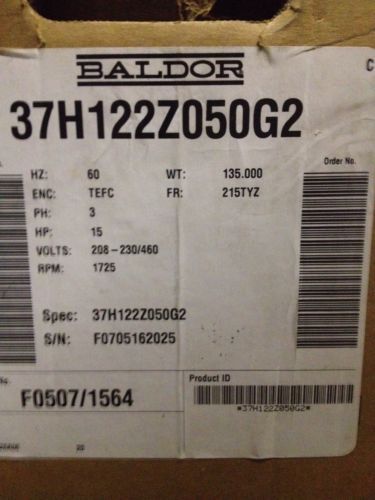 BALDOR
C
37H122Z050G2
Order No.
HZ: 60 WT: 135.000
ENC: TEFC FR: 215TYZ
PH: 3
HP: 15
VOLTS: 208-230/460
RPM: 1725
Spec: 37H122Z050G2
S/N: F0705162025
No.
F0507/1564
Product ID
*37H122Z050G2*